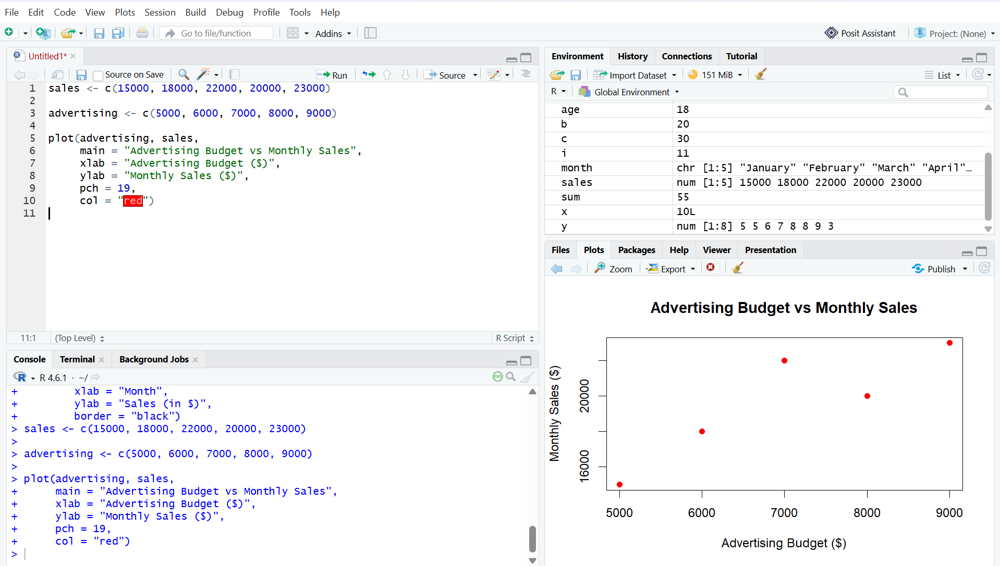 File Edit Code View Plots Session Build Debug Profile Tools Help
Go to file/function Addins Posit Assistant Project: (None)
Untitled1*
Source on Save Run Source
1 sales <- c(15000, 18000, 22000, 20000, 23000)
2
3 advertising <- c(5000, 6000, 7000, 8000, 9000)
4
5 plot(advertising, sales,
6 main = "Advertising Budget vs Monthly Sales",
7 xlab = "Advertising Budget ($)",
8 ylab = "Monthly Sales ($)",
9 pch = 19,
10 col = "red")
11
11:1 (Top Level) R Script
Console Terminal Background Jobs
R R 4.6.1 · ~/
+ xlab = "Month",
+ ylab = "Sales (in $)",
+ border = "black")
> sales <- c(15000, 18000, 22000, 20000, 23000)
>
> advertising <- c(5000, 6000, 7000, 8000, 9000)
>
> plot(advertising, sales,
+ main = "Advertising Budget vs Monthly Sales",
+ xlab = "Advertising Budget ($)",
+ ylab = "Monthly Sales ($)",
+ pch = 19,
+ col = "red")
>
Environment History Connections Tutorial
Import Dataset 151 MiB List
R Global Environment
age 18
b 20
c 30
i 11
month chr [1:5] "January" "February" "March" "April"…
sales num [1:5] 15000 18000 22000 20000 23000
sum 55
x 10L
y num [1:8] 5 5 6 7 8 8 9 3
Files Plots Packages Help Viewer Presentation
Zoom Export Publish
Advertising Budget vs Monthly Sales
Monthly Sales ($)
20000
16000
5000 6000 7000 8000 9000
Advertising Budget ($)